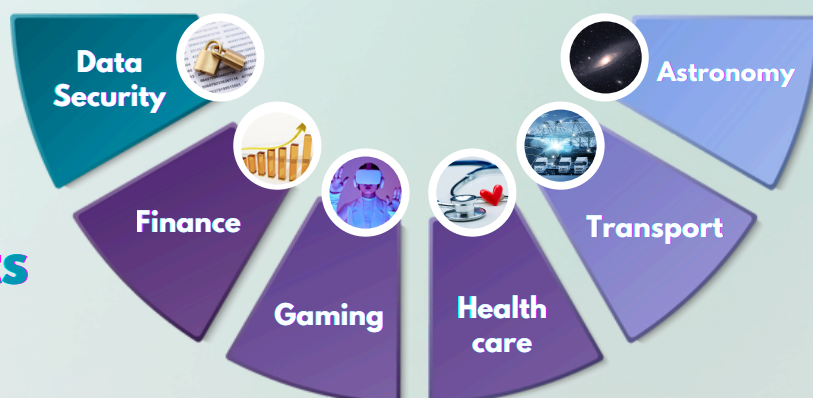 Data
Security
Astronomy
Finance
Transport
Gaming
Health
care